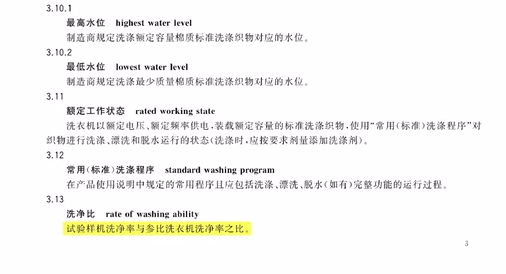 3.10.1
最高水位 highest water level
制造商规定洗涤额定容量棉质标准洗涤织物对应的水位。
3.10.2
最低水位 lowest water level
制造商规定洗涤最少质量棉质标准洗涤织物对应的水位。
3.11
额定工作状态 rated working state
洗衣机以额定电压、额定频率供电,装载额定容量的标准洗涤织物,使用“常用(标准)洗涤程序”对
织物进行洗涤、漂洗和脱水运行的状态(洗涤时,应按要求剂量添加洗涤剂)。
3.12
常用(标准)洗涤程序 standard washing program
在产品使用说明中规定的常用程序且应包括洗涤、漂洗、脱水(如有)完整功能的运行过程。
3.13
洗净比 rate of washing ability
试验样机洗净率与参比洗衣机洗净率之比。
3